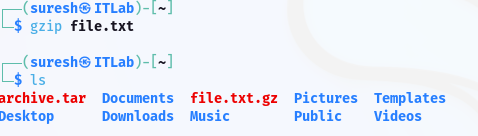 ┌──(suresh㉿ITLab)-[~]
└─$ gzip file.txt
┌──(suresh㉿ITLab)-[~]
└─$ ls
archive.tar  Documents  file.txt.gz  Pictures  Templates
Desktop      Downloads  Music        Public    Videos